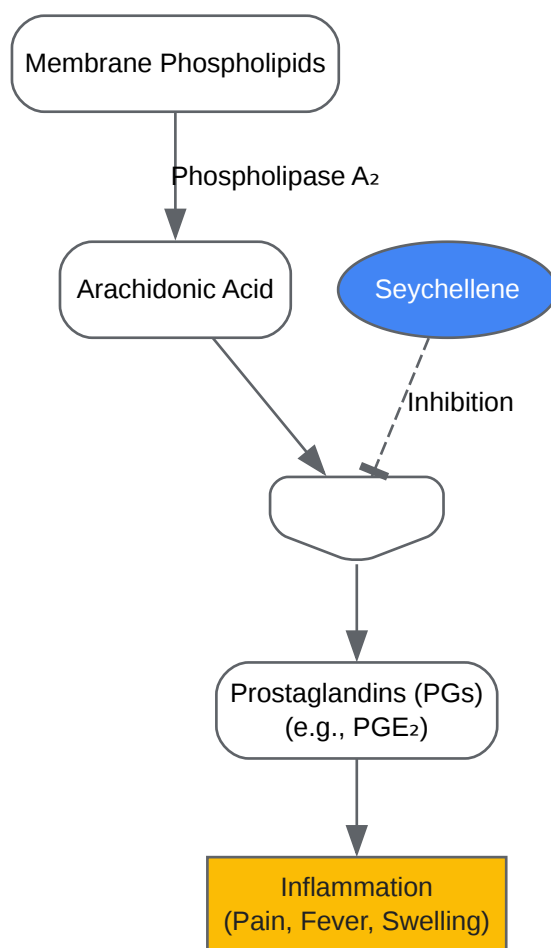 Membrane Phospholipids
Phospholipase A₂
Arachidonic Acid
Seychellene
Inhibition
Prostaglandins (PGs)
(e.g., PGE₂)
Inflammation
(Pain, Fever, Swelling)